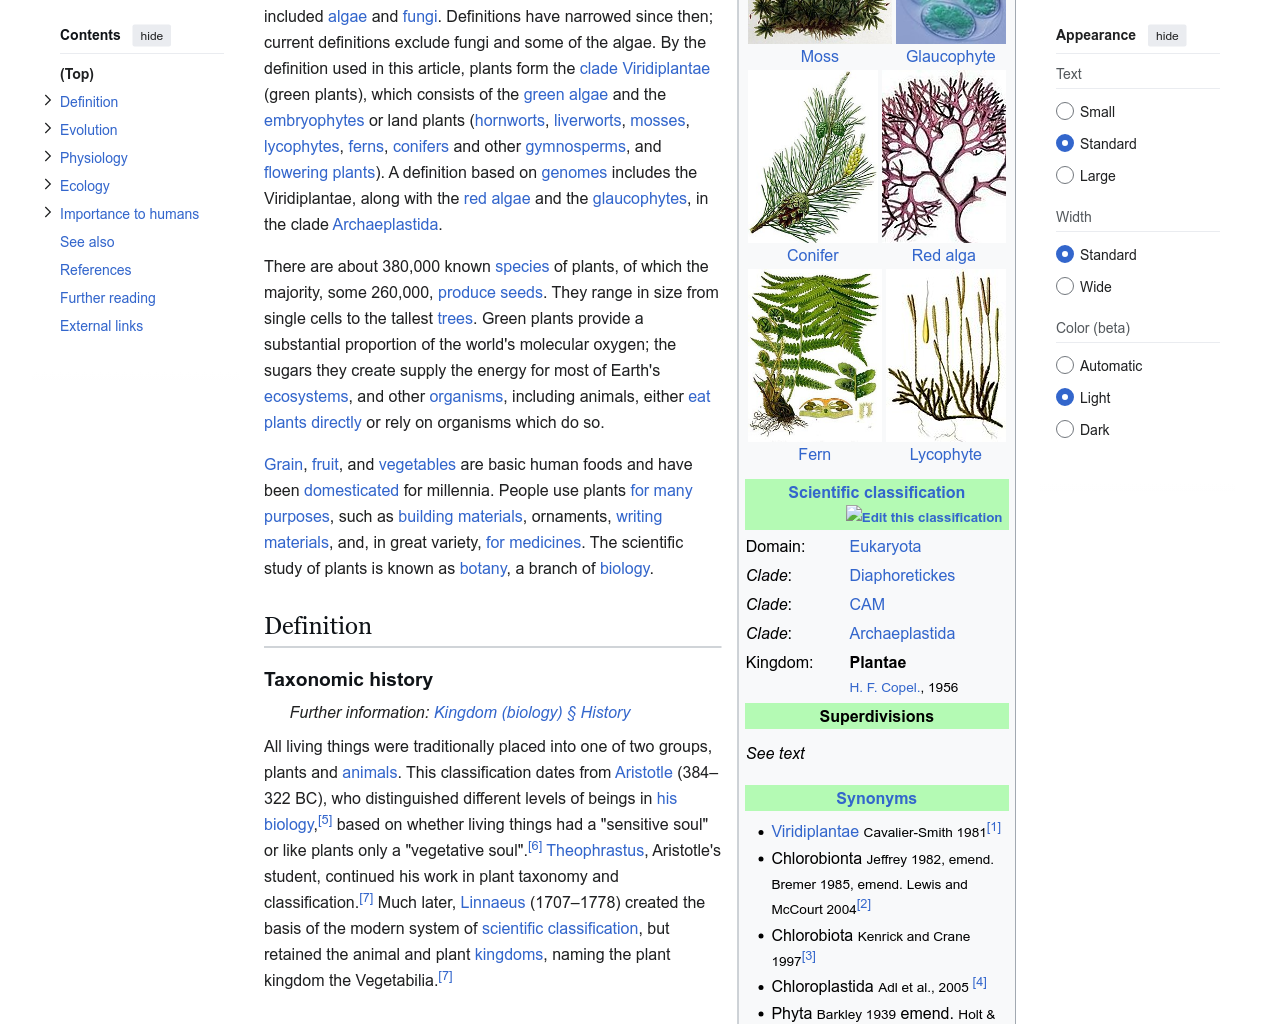 Contents hide
(Top)
Definition
Evolution
Physiology
Ecology
Importance to humans
See also
References
Further reading
External links
included algae and fungi. Definitions have narrowed since then;
current definitions exclude fungi and some of the algae. By the
definition used in this article, plants form the clade Viridiplantae
(green plants), which consists of the green algae and the
embryophytes or land plants (hornworts, liverworts, mosses,
lycophytes, ferns, conifers and other gymnosperms, and
flowering plants). A definition based on genomes includes the
Viridiplantae, along with the red algae and the glaucophytes, in
the clade Archaeplastida.
There are about 380,000 known species of plants, of which the
majority, some 260,000, produce seeds. They range in size from
single cells to the tallest trees. Green plants provide a
substantial proportion of the world's molecular oxygen; the
sugars they create supply the energy for most of Earth's
ecosystems, and other organisms, including animals, either eat
plants directly or rely on organisms which do so.
Grain, fruit, and vegetables are basic human foods and have
been domesticated for millennia. People use plants for many
purposes, such as building materials, ornaments, writing
materials, and, in great variety, for medicines. The scientific
study of plants is known as botany, a branch of biology.
Definition
Taxonomic history
Further information: Kingdom (biology) § History
All living things were traditionally placed into one of two groups,
plants and animals. This classification dates from Aristotle (384–
322 BC), who distinguished different levels of beings in his
biology,[5] based on whether living things had a "sensitive soul"
or like plants only a "vegetative soul".[6] Theophrastus, Aristotle's
student, continued his work in plant taxonomy and
classification.[7] Much later, Linnaeus (1707–1778) created the
basis of the modern system of scientific classification, but
retained the animal and plant kingdoms, naming the plant
kingdom the Vegetabilia.[7]
Moss Glaucophyte
Conifer Red alga
Fern Lycophyte
Scientific classification
Edit this classification
Domain: Eukaryota
Clade: Diaphoretickes
Clade: CAM
Clade: Archaeplastida
Kingdom: Plantae
H. F. Copel., 1956
Superdivisions
See text
Synonyms
• Viridiplantae Cavalier-Smith 1981[1]
• Chlorobionta Jeffrey 1982, emend.
Bremer 1985, emend. Lewis and
McCourt 2004[2]
• Chlorobiota Kenrick and Crane
1997[3]
• Chloroplastida Adl et al., 2005 [4]
• Phyta Barkley 1939 emend. Holt &
Appearance hide
Text
Small
Standard
Large
Width
Standard
Wide
Color (beta)
Automatic
Light
Dark